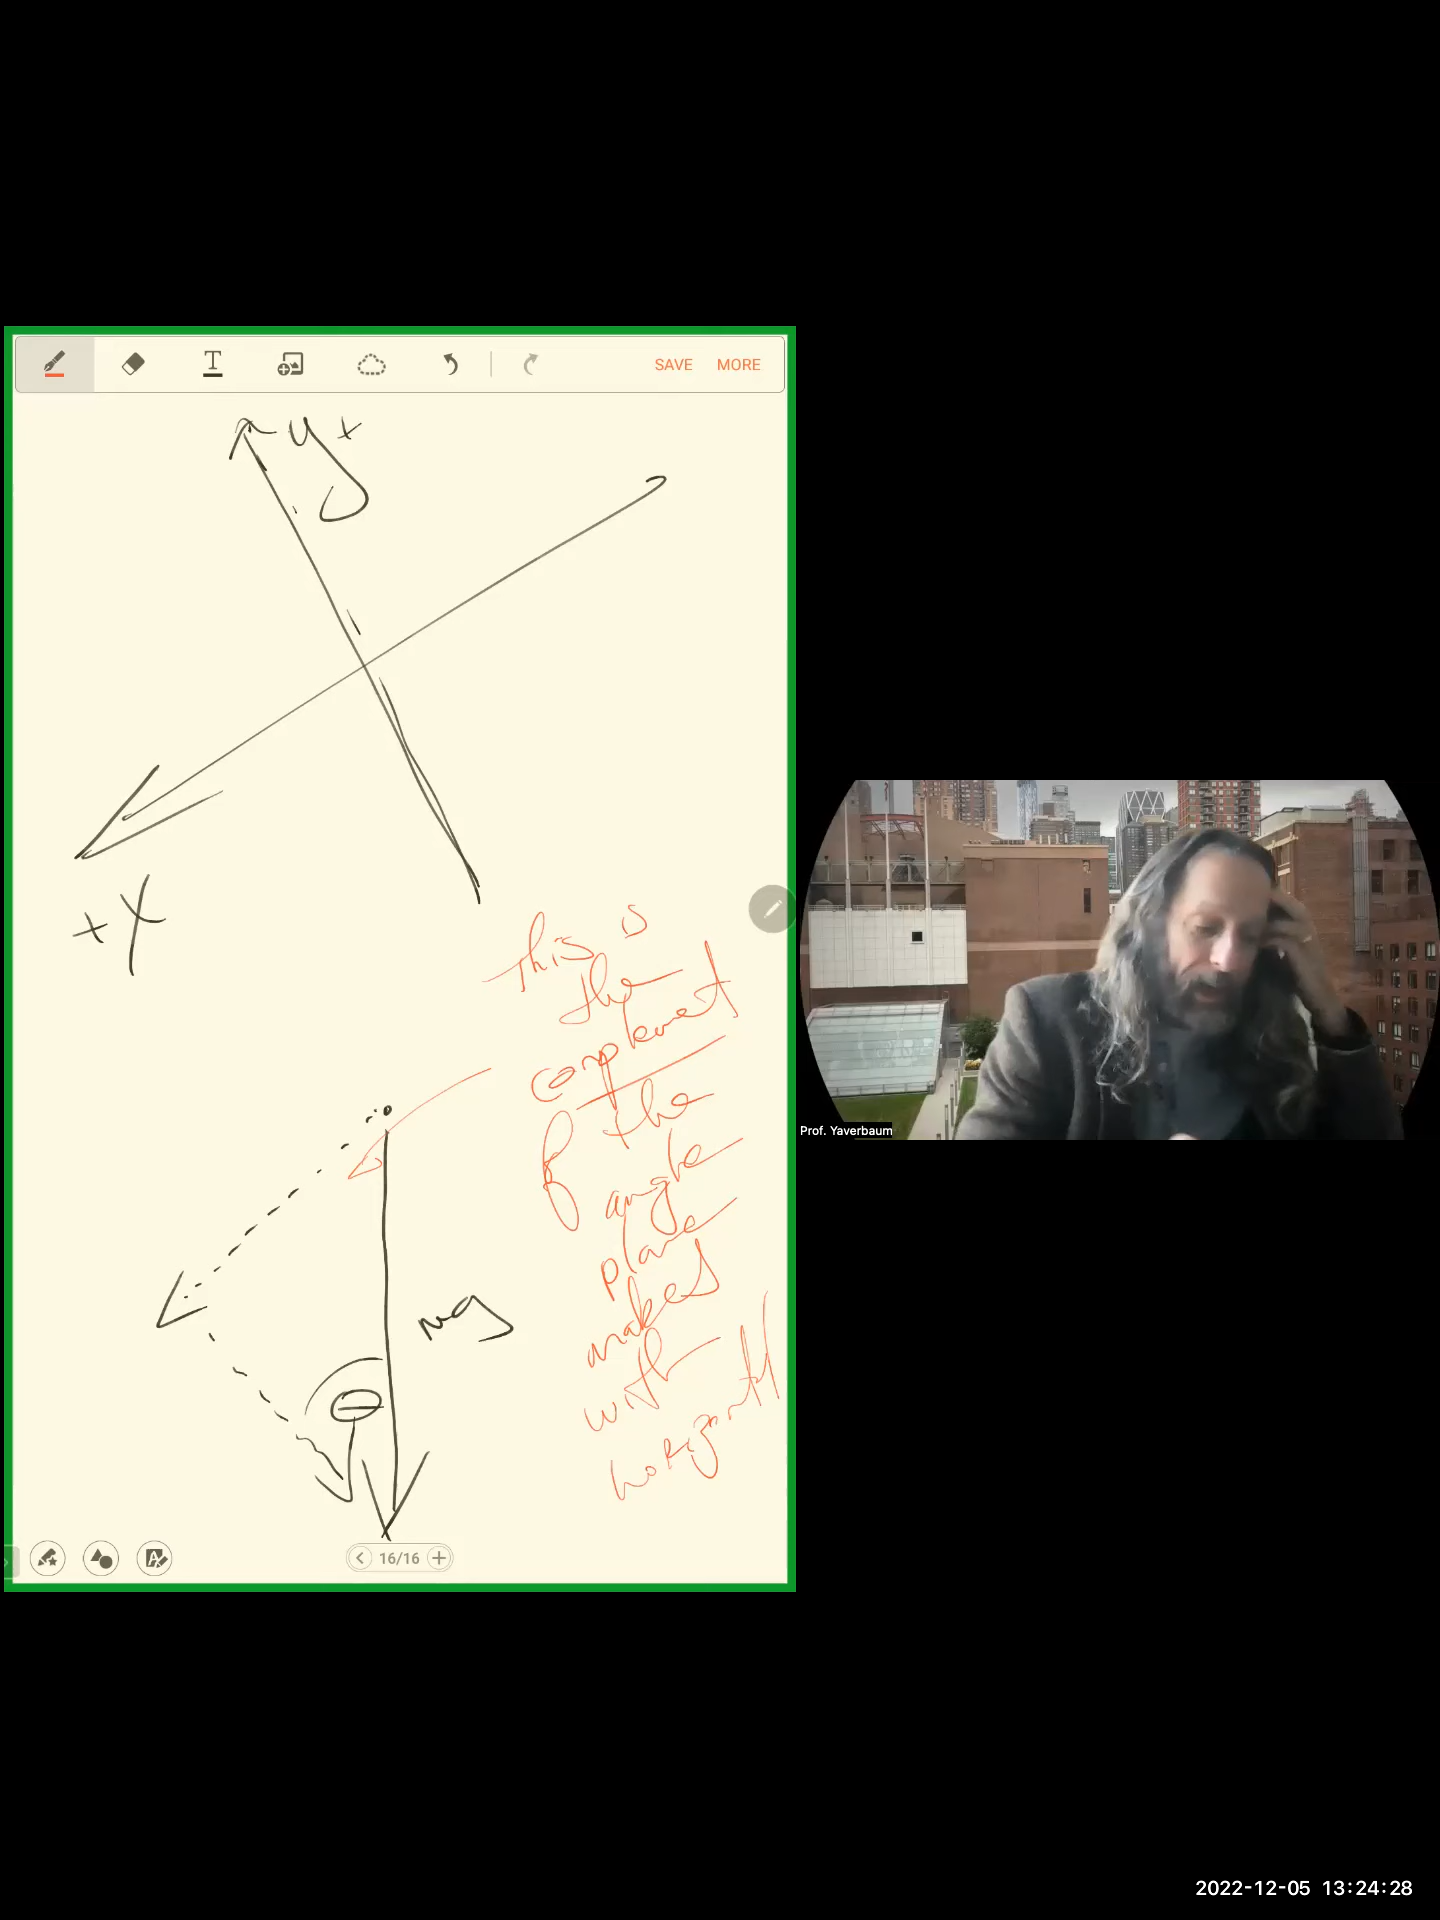 T
SAVE
MORE
y+
+X
This is
the
complement
of the
angle
plane
makes
with
horizontal
mg
θ
16/16
Prof. Yaverbaum
2022-12-05 13:24:28